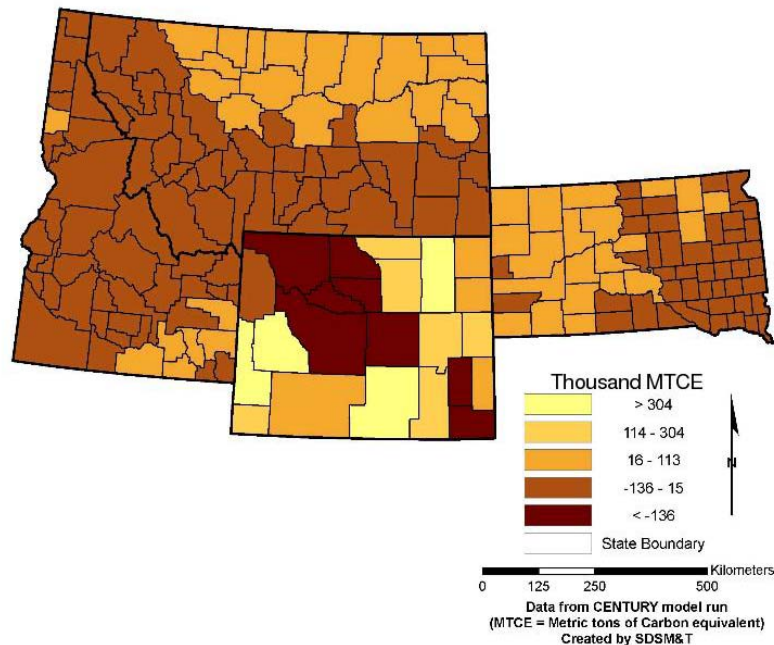 Thousand MTCE
> 304
114 - 304
16 - 113
-136 - 15
< -136
State Boundary
N
Kilometers
0 125 250 500
Data from CENTURY model run
(MTCE = Metric tons of Carbon equivalent)
Created by SDSM&T